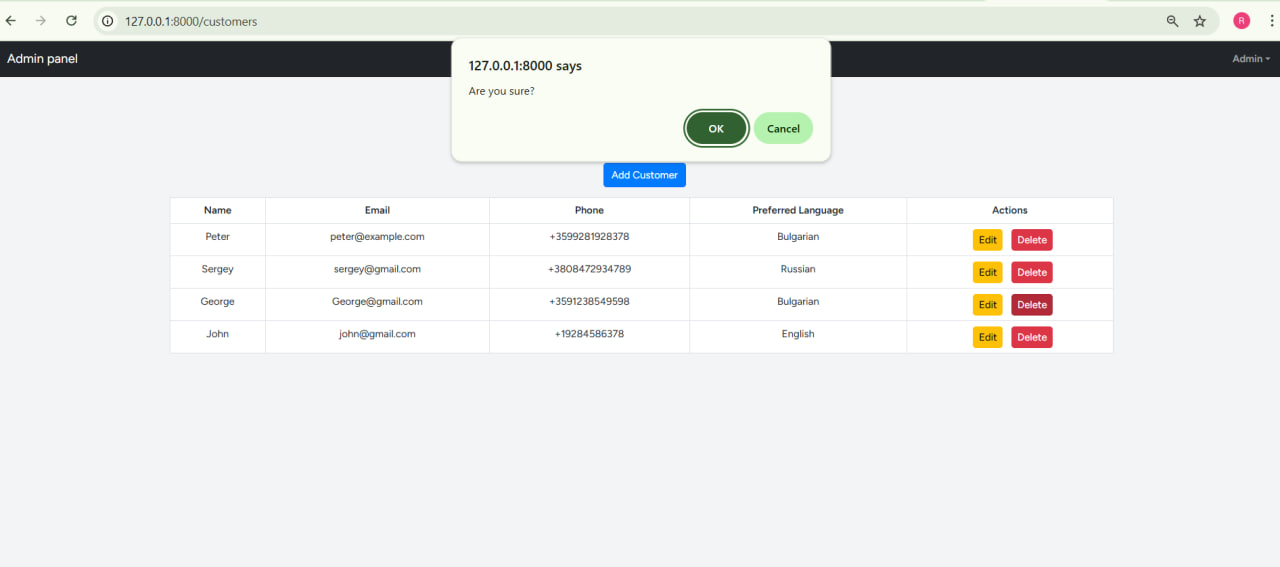 127.0.0.1:8000/customers
R
Admin panel
Admin
127.0.0.1:8000 says
Are you sure?
OK Cancel
Add Customer
Name Email Phone Preferred Language Actions
Peter peter@example.com +3599281928378 Bulgarian Edit Delete
Sergey sergey@gmail.com +3808472934789 Russian Edit Delete
George George@gmail.com +3591238549598 Bulgarian Edit Delete
John john@gmail.com +19284586378 English Edit Delete